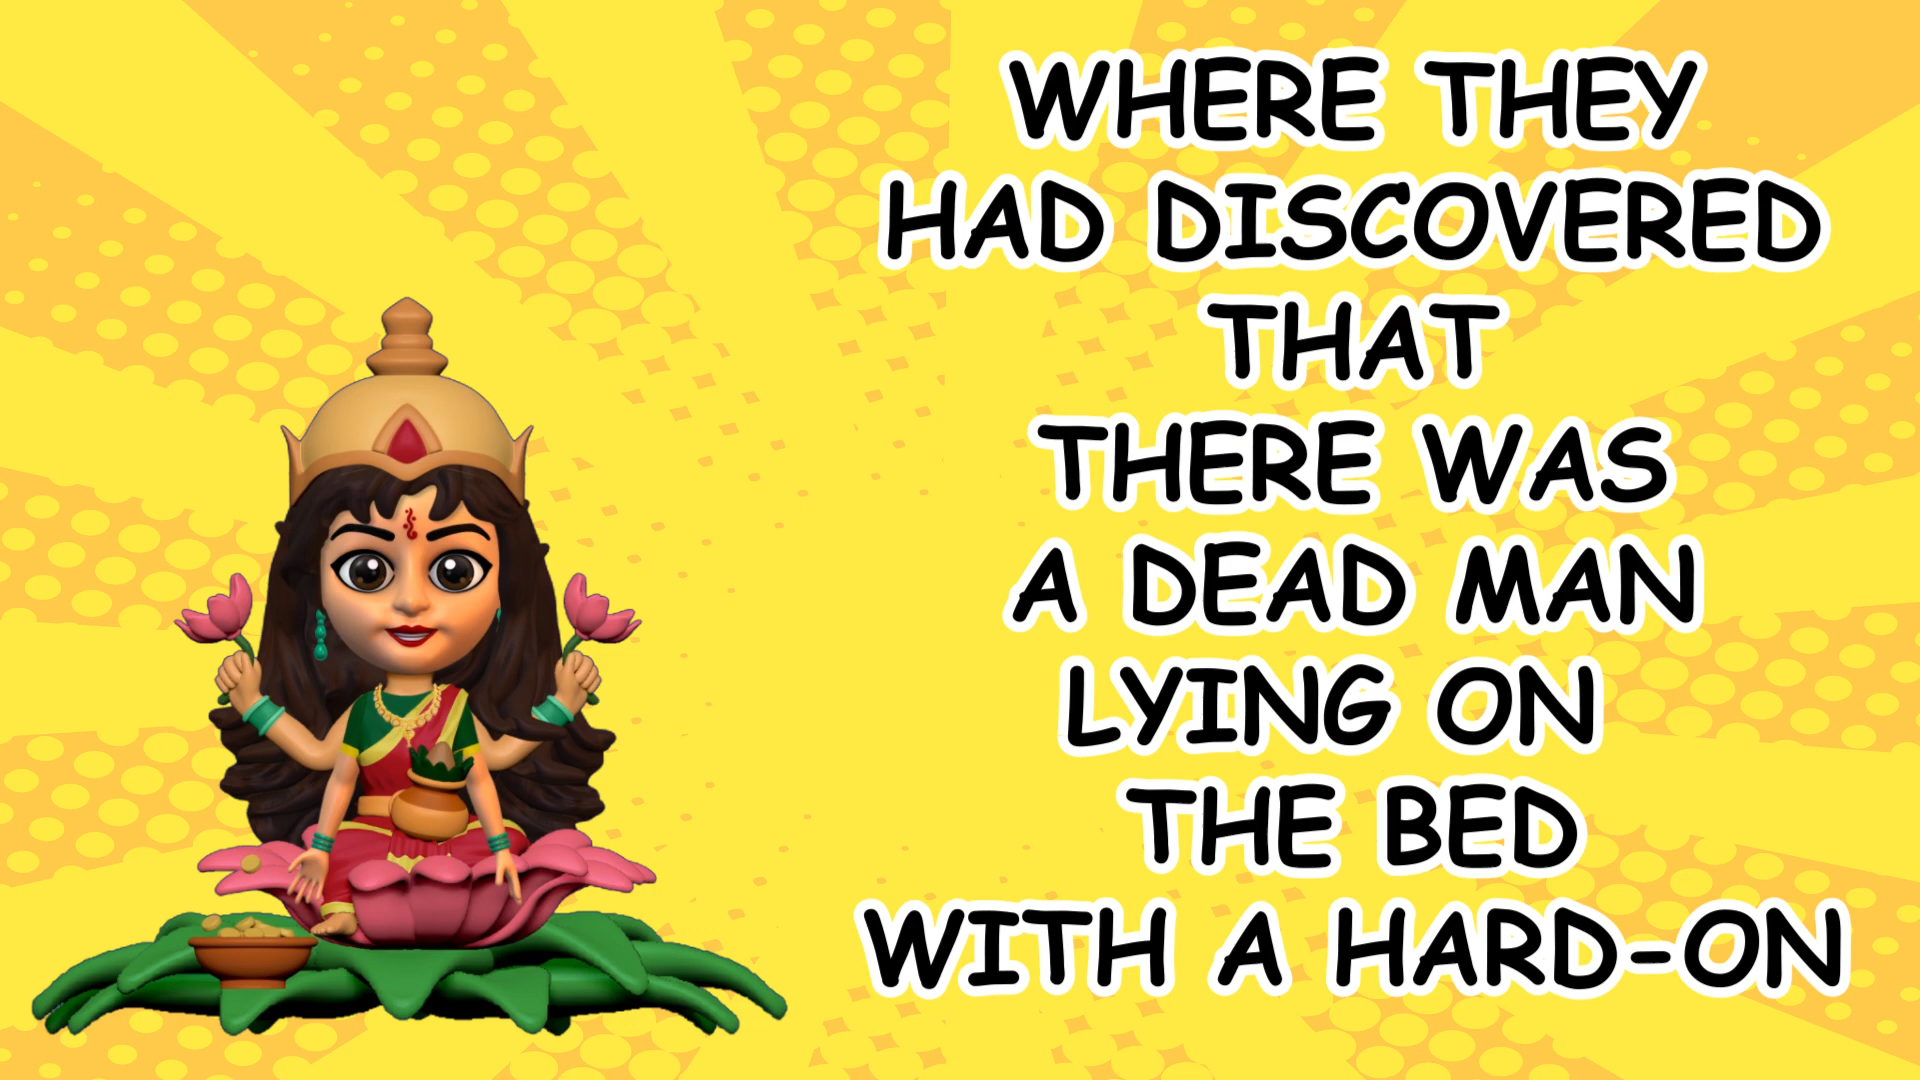 WHERE THEY
HAD DISCOVERED
THAT
THERE WAS
A DEAD MAN
LYING ON
THE BED
WITH A HARD-ON